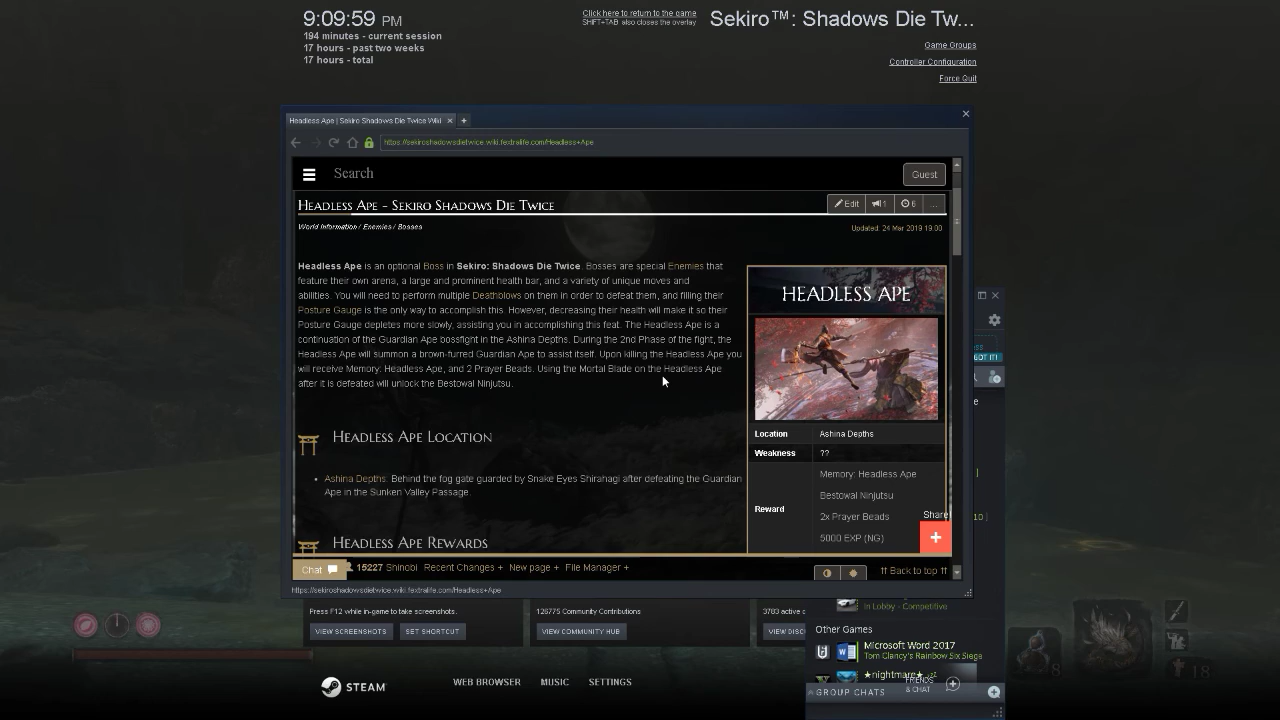 9:09:59 PM
194 minutes - current session
17 hours - past two weeks
17 hours - total
Click here to return to the game
SHIFT+TAB also closes the overlay
Sekiro™: Shadows Die Tw...
Game Groups
Controller Configuration
Force Quit
Headless Ape | Sekiro Shadows Die Twice Wiki
https://sekiroshadowsdietwice.wiki.fextralife.com/Headless+Ape
Search
Guest
Headless Ape - Sekiro Shadows Die Twice
Edit
1
6
...
World Information / Enemies / Bosses
Updated: 24 Mar 2019 19:00
Headless Ape is an optional Boss in Sekiro: Shadows Die Twice. Bosses are special Enemies that
feature their own arena, a large and prominent health bar, and a variety of unique moves and
abilities. You will need to perform multiple Deathblows on them in order to defeat them, and filling their
Posture Gauge is the only way to accomplish this. However, decreasing their health will make it so their
Posture Gauge depletes more slowly, assisting you in accomplishing this feat. The Headless Ape is a
continuation of the Guardian Ape bossfight in the Ashina Depths. During the 2nd Phase of the fight, the
Headless Ape will summon a brown-furred Guardian Ape to assist itself. Upon killing the Headless Ape you
will receive Memory: Headless Ape, and 2 Prayer Beads. Using the Mortal Blade on the Headless Ape
after it is defeated will unlock the Bestowal Ninjutsu.
HEADLESS APE
Location
Ashina Depths
Weakness
??
Reward
Memory: Headless Ape
Bestowal Ninjutsu
2x Prayer Beads
5000 EXP (NG)
Headless Ape Location
Ashina Depths: Behind the fog gate guarded by Snake Eyes Shirahagi after defeating the Guardian
Ape in the Sunken Valley Passage.
Headless Ape Rewards
Share
GOT IT!
Chat
15227 Shinobi
Recent Changes +
New page +
File Manager +
Back to top
https://sekiroshadowsdietwice.wiki.fextralife.com/Headless+Ape
Press F12 while in-game to take screenshots.
VIEW SCREENSHOTS
SET SHORTCUT
126775 Community Contributions
VIEW COMMUNITY HUB
3783 active
VIEW DISC
In Lobby - Competitive
Other Games
Microsoft Word 2017
Tom Clancy's Rainbow Six Siege
★nightmare★
FRIENDS
& CHAT
GROUP CHATS
STEAM
WEB BROWSER
MUSIC
SETTINGS
8
18